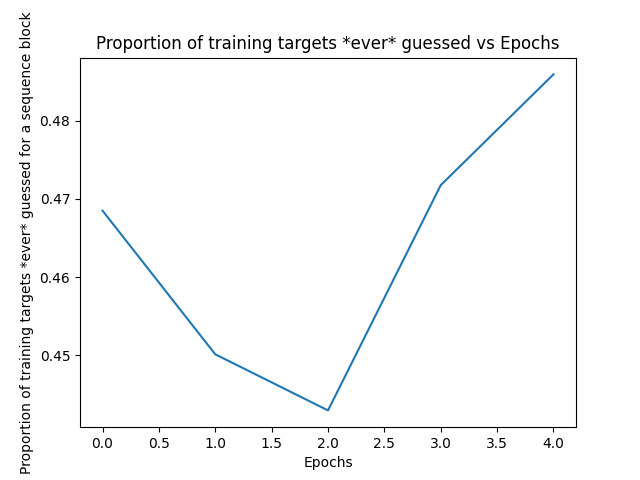 Proportion of training targets *ever* guessed vs Epochs
Proportion of training targets *ever* guessed for a sequence block
0.48
0.47
0.46
0.45
0.0 0.5 1.0 1.5 2.0 2.5 3.0 3.5 4.0
Epochs